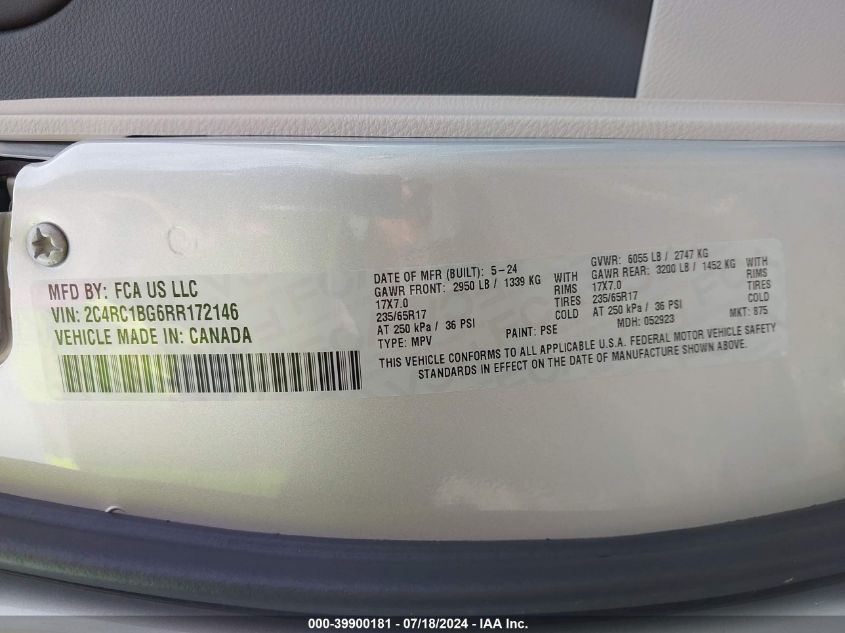 MFD BY: FCA US LLC
VIN: 2C4RC1BG6RR172146
VEHICLE MADE IN: CANADA
DATE OF MFR (BUILT): 5-24
GAWR FRONT: 2950 LB / 1339 KG WITH
17X7.0 RIMS
235/65R17 TIRES
AT 250 kPa / 36 PSI COLD
TYPE: MPV PAINT: PSE
GVWR: 6055 LB / 2747 KG
GAWR REAR: 3200 LB / 1452 KG WITH
17X7.0 RIMS
235/65R17 TIRES
AT 250 kPa / 36 PSI COLD
MDH: 052923 MKT: 875
THIS VEHICLE CONFORMS TO ALL APPLICABLE U.S.A. FEDERAL MOTOR VEHICLE SAFETY
STANDARDS IN EFFECT ON THE DATE OF MANUFACTURE SHOWN ABOVE.
000-39900181 - 07/18/2024 - IAA Inc.